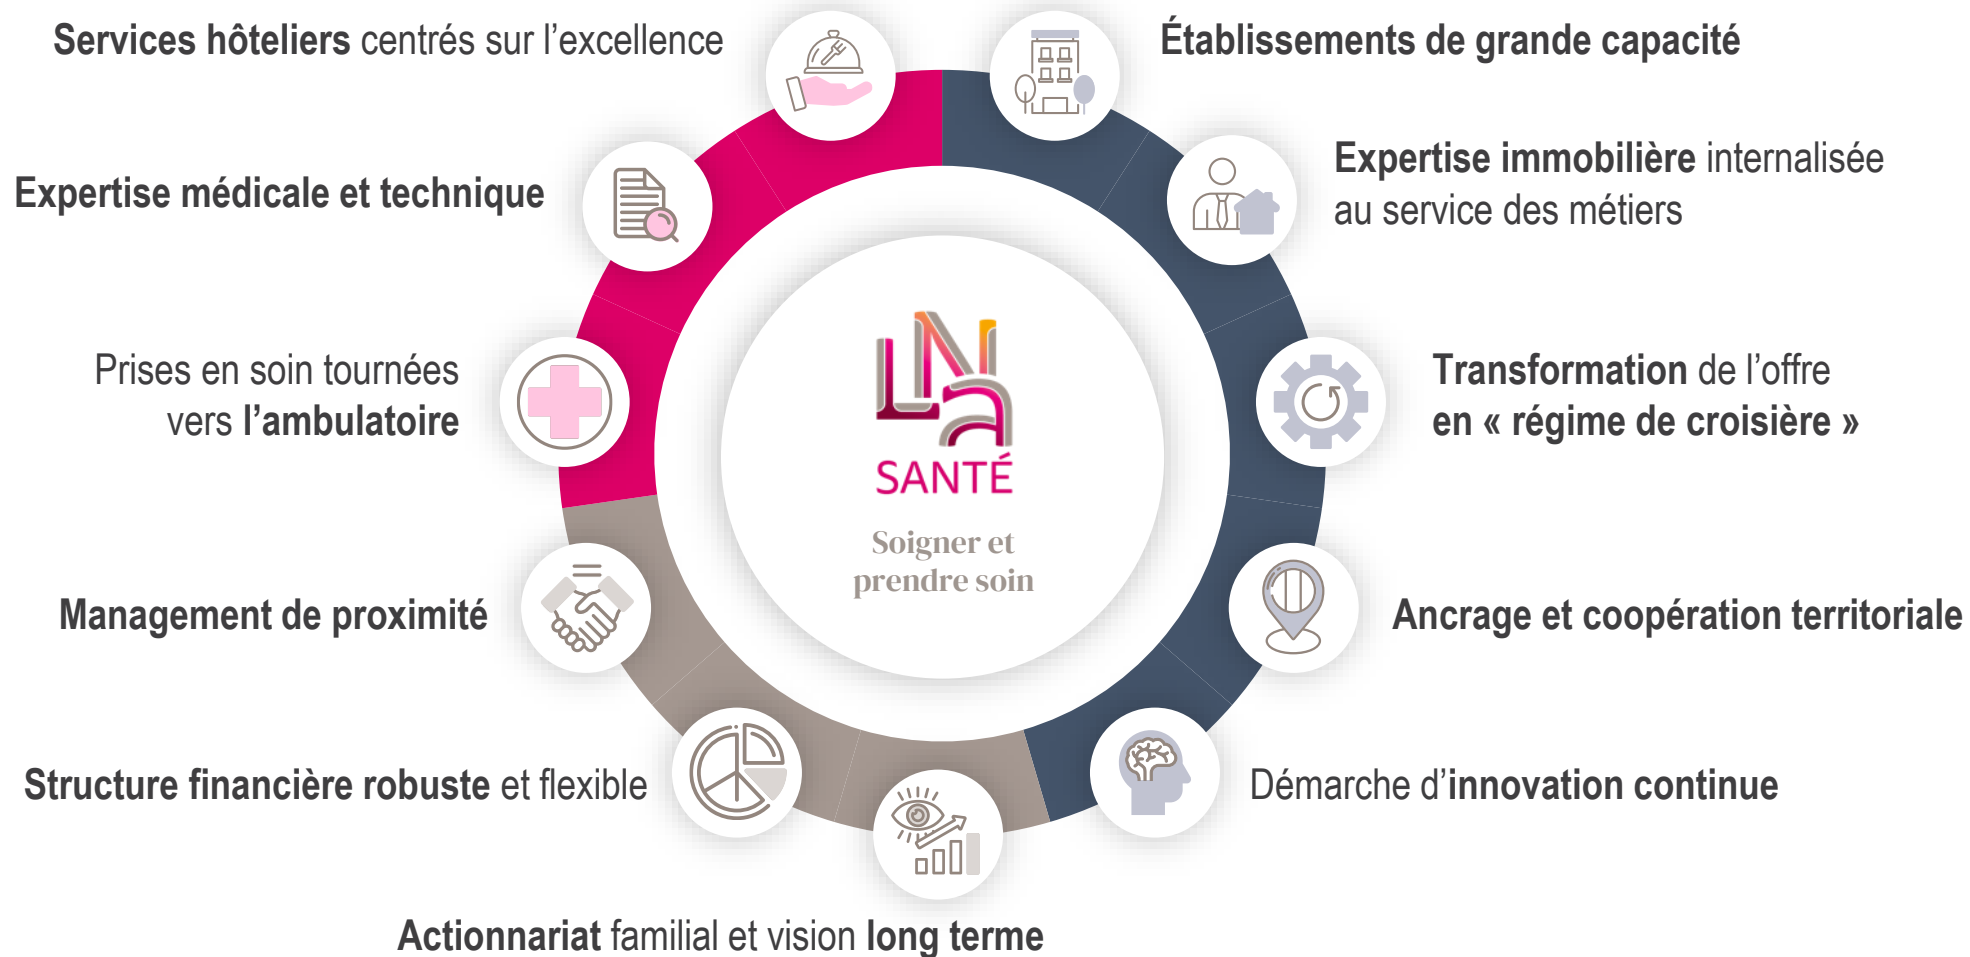 Services hôteliers centrés sur l’excellence
Établissements de grande capacité
Expertise médicale et technique
Expertise immobilière internalisée
au service des métiers
Prises en soin tournées
vers l’ambulatoire
Transformation de l’offre
en « régime de croisière »
LNa
SANTÉ
Soigner et
prendre soin
Management de proximité
Ancrage et coopération territoriale
Structure financière robuste et flexible
Démarche d’innovation continue
Actionnariat familial et vision long terme